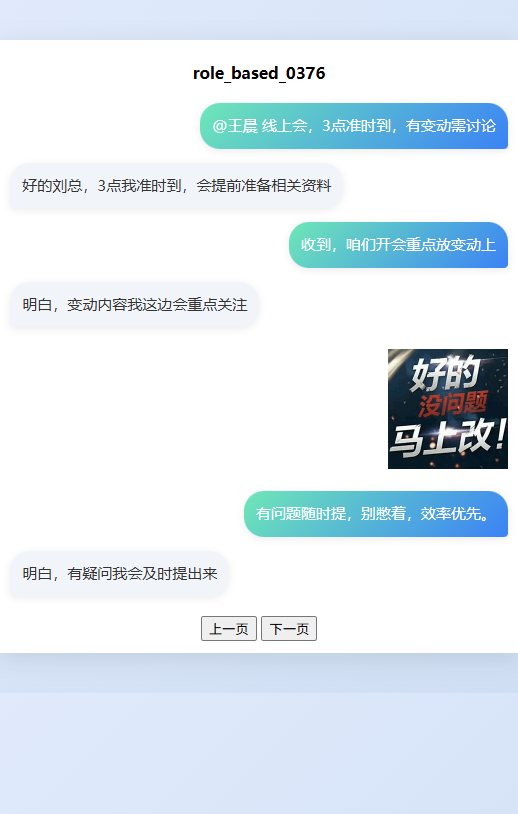 role_based_0376
@王晨 线上会，3点准时到，有变动需讨论
好的刘总，3点我准时到，会提前准备相关资料
收到，咱们开会重点放变动上
明白，变动内容我这边会重点关注
好的
没问题
马上改！
有问题随时提，别憋着，效率优先。
明白，有疑问我会及时提出来
上一页 下一页